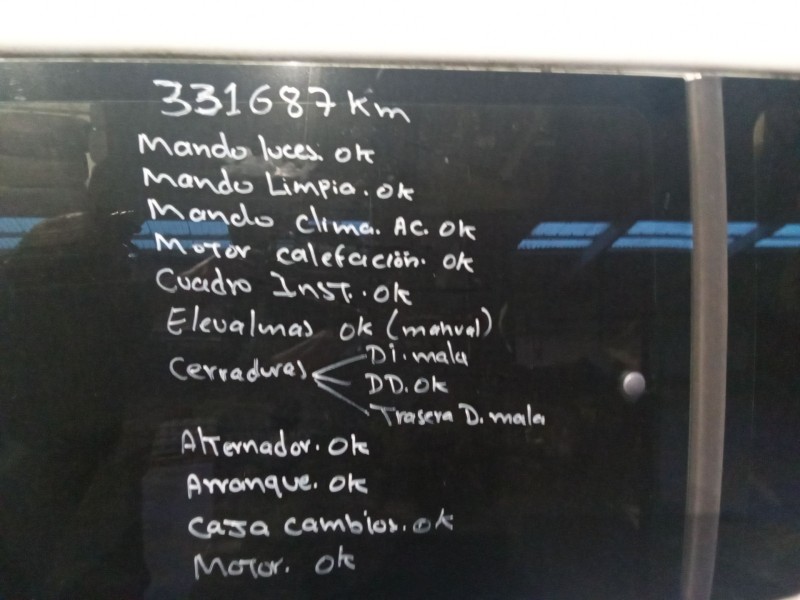 331687 km
Mando luces. ok
Mando Limpia. ok
Mando clima. AC. ok
Motor calefación. ok
Cuadro Inst. ok
Elevalunas ok (manual)
Cerraduras
DI. mala
DD. ok
Trasera D. mala
Alternador. ok
Arranque. ok
Caja cambios. ok
Motor. ok